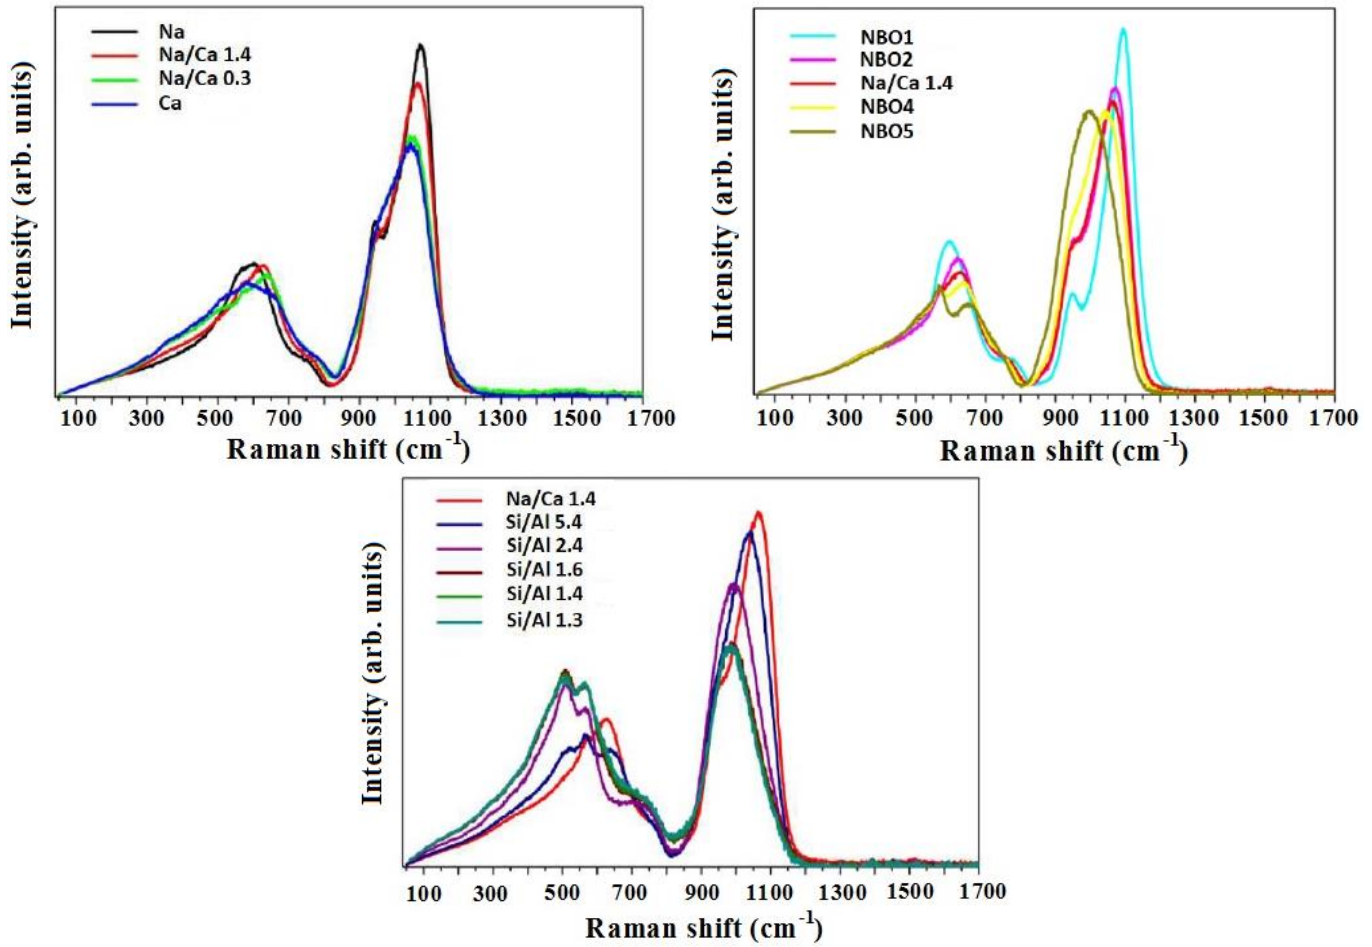 Na
Na/Ca 1.4
Na/Ca 0.3
Ca
Intensity (arb. units)
100 300 500 700 900 1100 1300 1500 1700
Raman shift (cm-1)
NBO1
NBO2
Na/Ca 1.4
NBO4
NBO5
Intensity (arb. units)
100 300 500 700 900 1100 1300 1500 1700
Raman shift (cm-1)
Na/Ca 1.4
Si/Al 5.4
Si/Al 2.4
Si/Al 1.6
Si/Al 1.4
Si/Al 1.3
Intensity (arb. units)
100 300 500 700 900 1100 1300 1500 1700
Raman shift (cm-1)